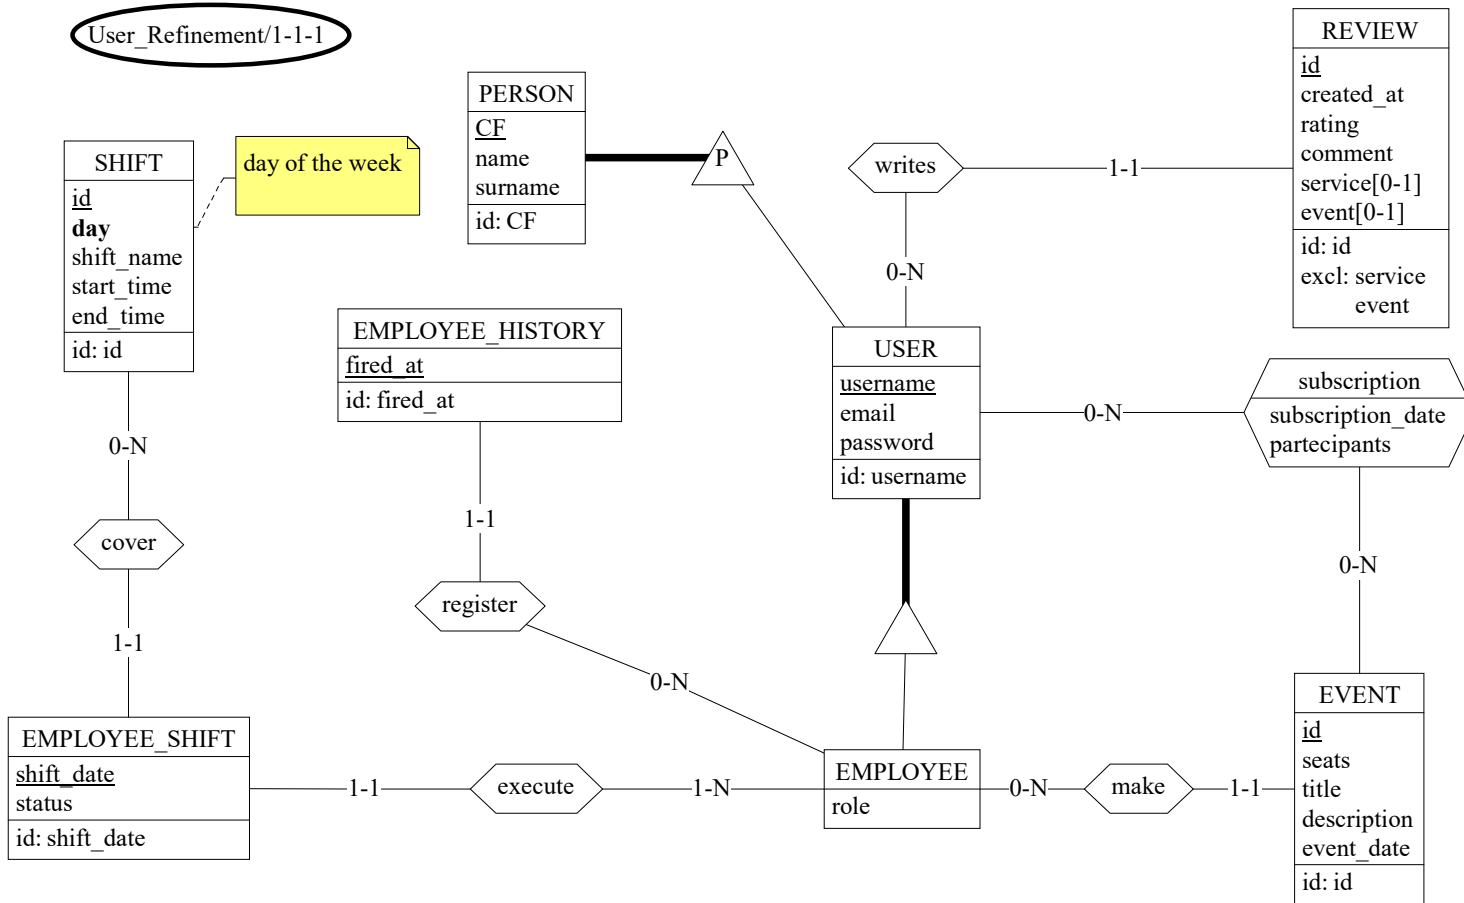 User_Refinement/1-1-1
REVIEW
id
created_at
rating
comment
service[0-1]
event[0-1]
id: id
excl: service
event
PERSON
CF
name
surname
id: CF
P
writes
1-1
0-N
SHIFT
id
day
shift_name
start_time
end_time
id: id
day of the week
EMPLOYEE_HISTORY
fired_at
id: fired_at
USER
username
email
password
id: username
0-N
subscription
subscription_date
partecipants
0-N
cover
1-1
1-1
register
0-N
0-N
EMPLOYEE_SHIFT
shift_date
status
id: shift_date
1-1
execute
1-N
EMPLOYEE
role
0-N
make
1-1
EVENT
id
seats
title
description
event_date
id: id